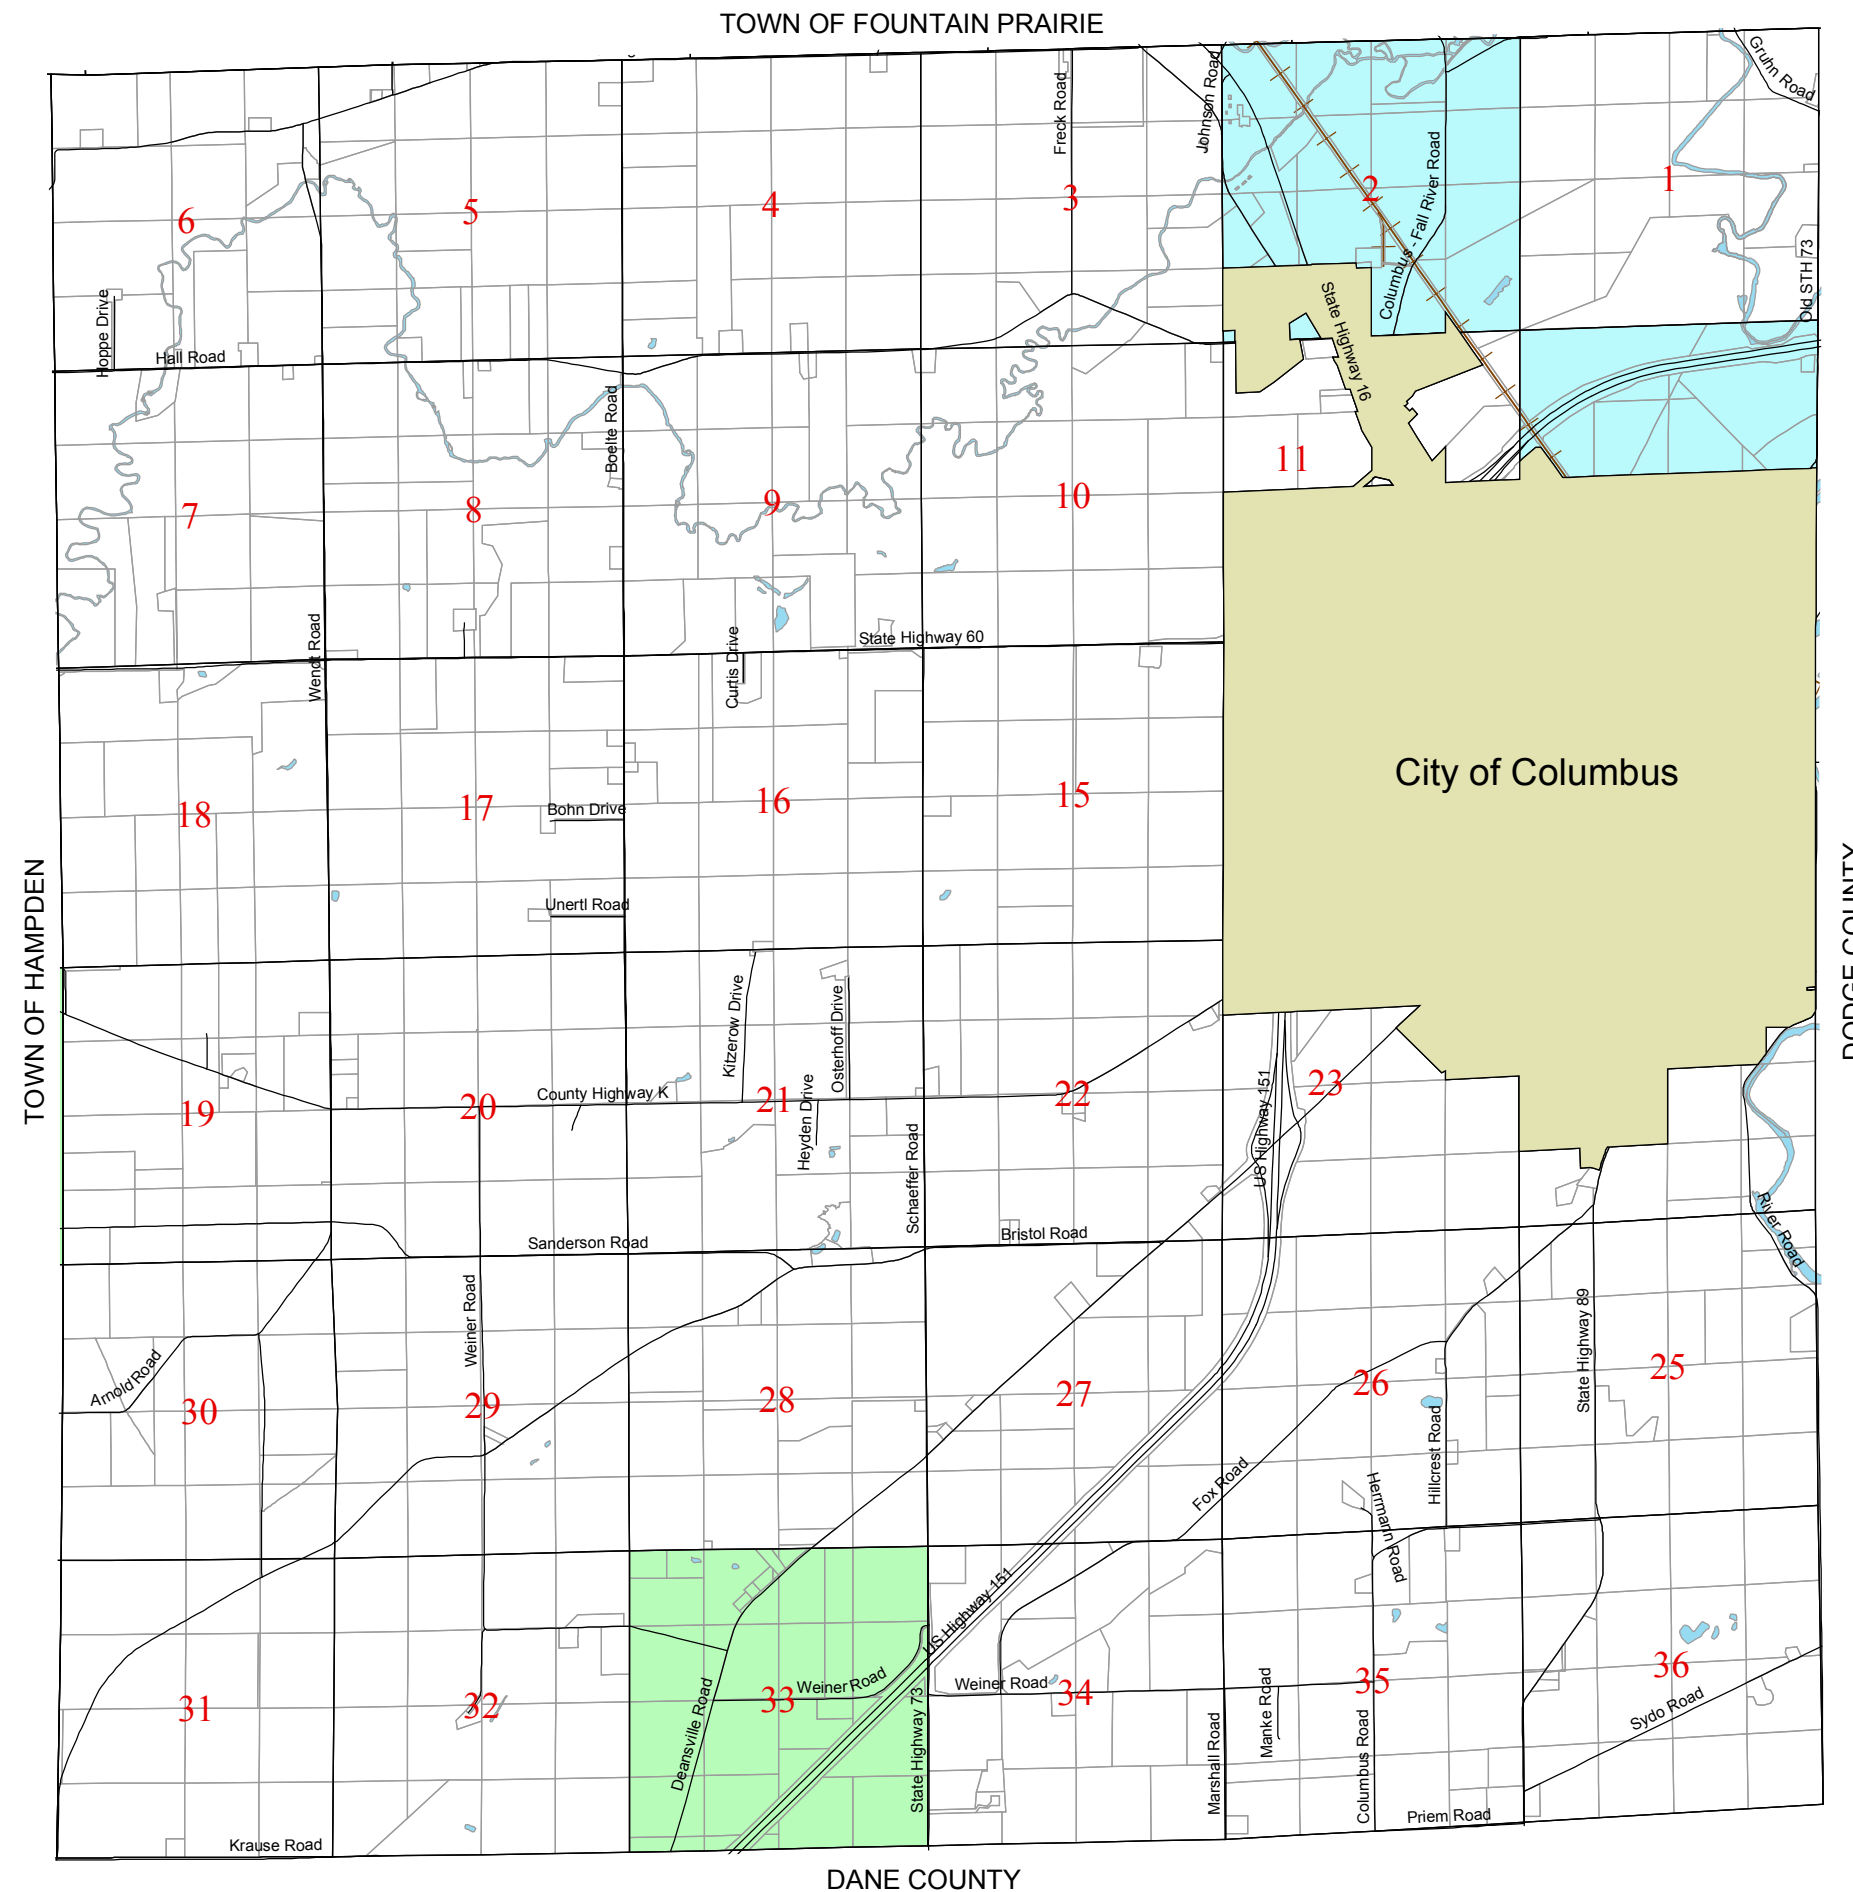 TOWN OF FOUNTAIN PRAIRIE
Gruhn Road
Johnson Road
Freck Road
Columbus - Fall River Road
6
5
4
3
2
1
Old STH 73
Hoppe Drive
Hall Road
State Highway 16
Boelte Road
7
8
9
10
11
Wendt Road
Curtis Drive
State Highway 60
City of Columbus
18
17
16
15
Bohn Drive
Unertl Road
TOWN OF HAMPDEN
DODGE COUNTY
Kitzerow Drive
Osterhoff Drive
County Highway K
Heyden Drive
19
20
21
22
23
US Highway 151
Schaeffer Road
Sanderson Road
Bristol Road
River Road
Weiner Road
State Highway 89
Arnold Road
30
29
28
27
26
25
Hillcrest Road
Fox Road
Herrmann Road
US Highway 151
Weiner Road
Weiner Road
31
32
33
34
35
36
Deansville Road
State Highway 73
Marshall Road
Manke Road
Columbus Road
Sydo Road
Priem Road
Krause Road
DANE COUNTY